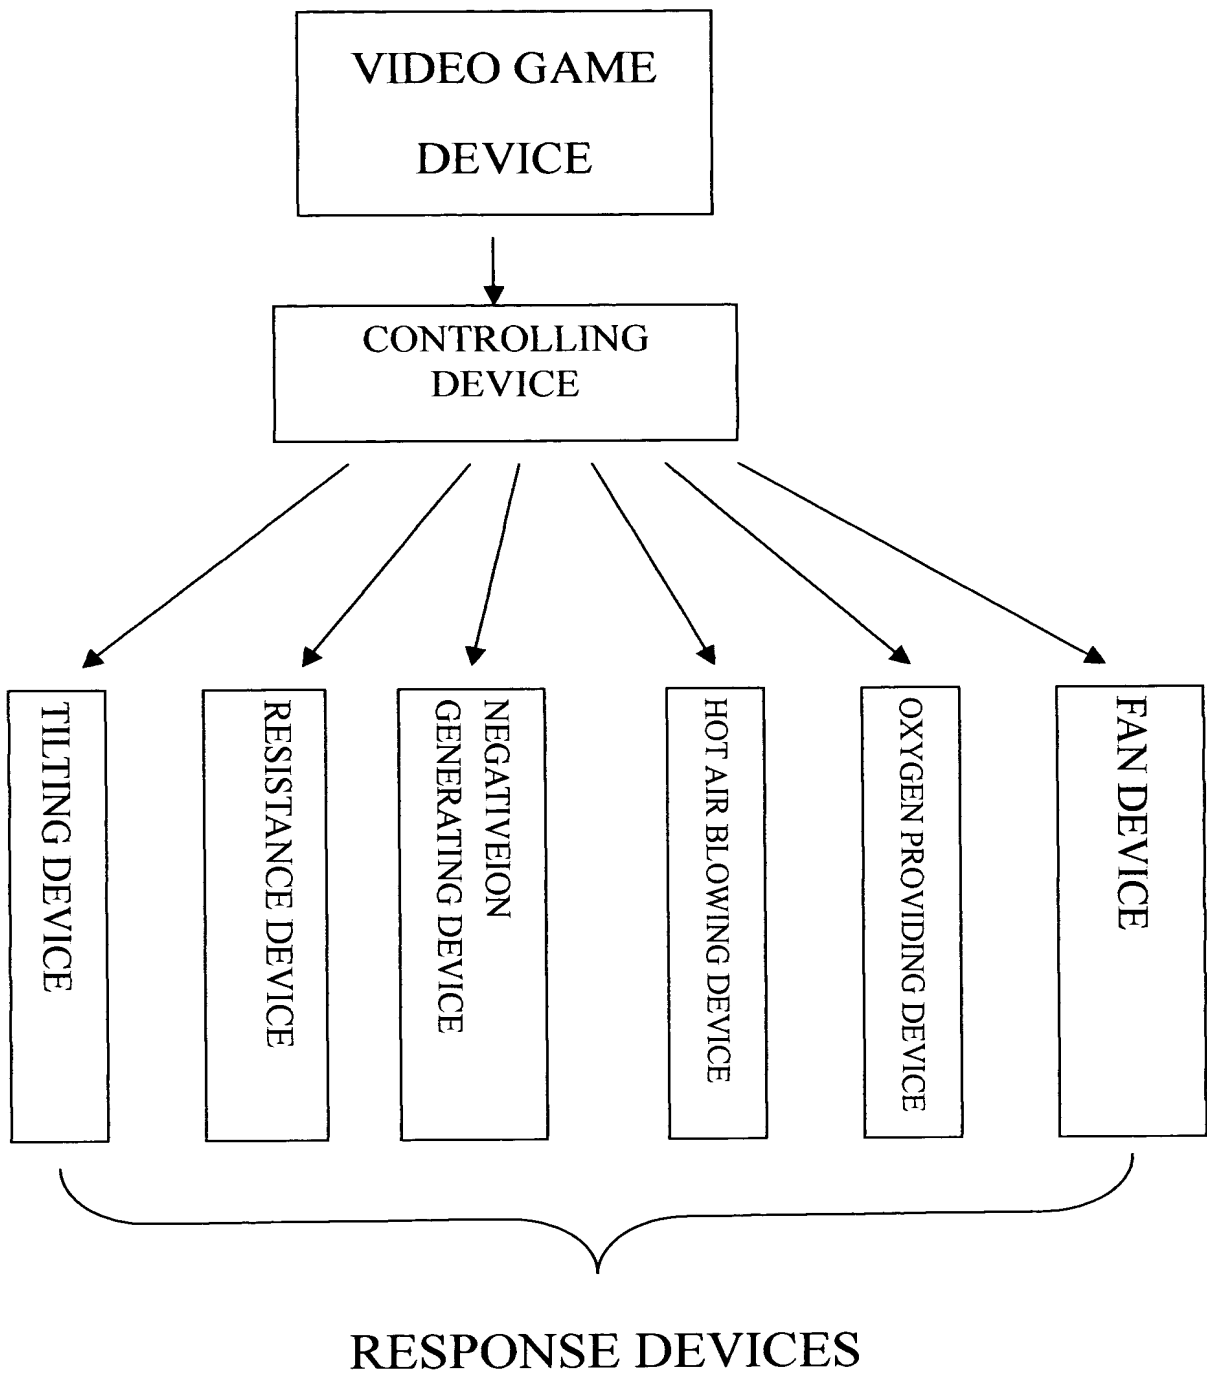 VIDEO GAME
DEVICE
CONTROLLING
DEVICE
TILTING DEVICE
RESISTANCE DEVICE
NEGATIVEION
GENERATING DEVICE
HOT AIR BLOWING DEVICE
OXYGEN PROVIDING DEVICE
FAN DEVICE
RESPONSE DEVICES